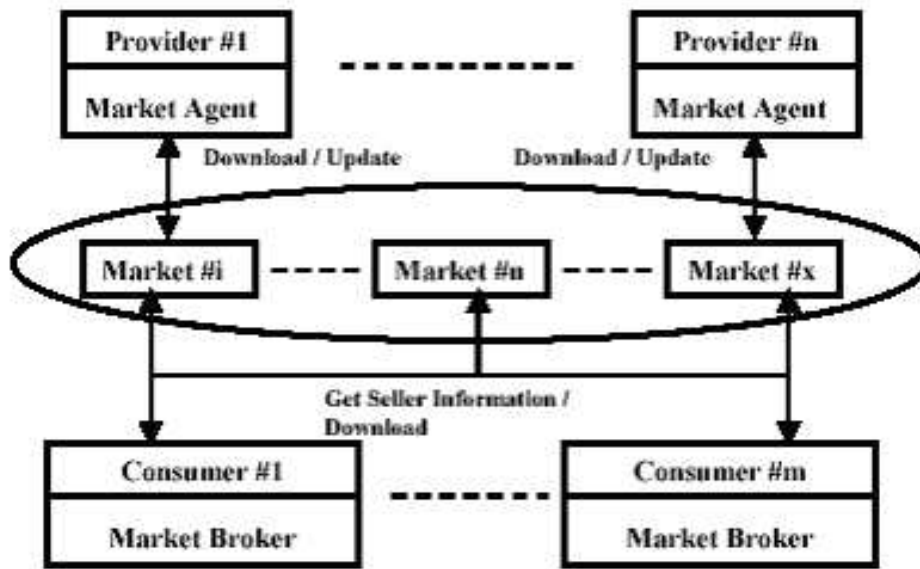 Provider #1
Provider #n
Market Agent
Market Agent
Download / Update
Download / Update
Market #i
Market #n
Market #x
Get Seller Information /
Download
Consumer #1
Consumer #m
Market Broker
Market Broker